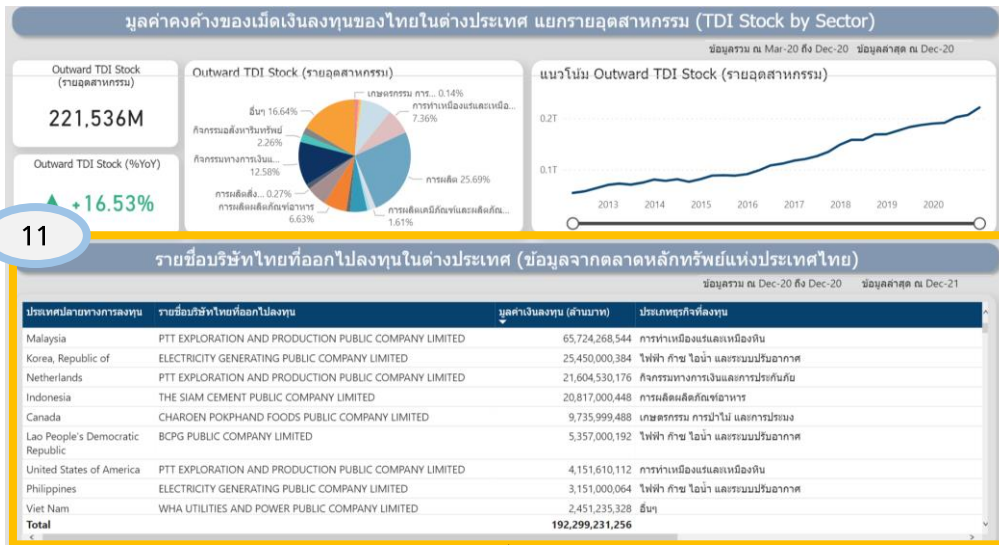 มูลค่าคงค้างของเม็ดเงินลงทุนของไทยในต่างประเทศ แยกรายอุตสาหกรรม (TDI Stock by Sector)
ข้อมูลรวม ณ Mar-20 ถึง Dec-20 ข้อมูลล่าสุด ณ Dec-20
Outward TDI Stock
(รายอุตสาหกรรม)
221,536M
Outward TDI Stock (%YoY)
+16.53%
Outward TDI Stock (รายอุตสาหกรรม)
เกษตรกรรม การ... 0.14%
การทำเหมืองแร่และเหมือ...
7.36%
การผลิต 25.69%
การผลิตเคมีภัณฑ์และผลิตภัณ...
1.61%
การผลิตผลิตภัณฑ์อาหาร
6.63%
การผลิตสิ่ง... 0.27%
กิจกรรมทางการเงินแ...
12.58%
กิจกรรมอสังหาริมทรัพย์
2.26%
อื่นๆ 16.64%
แนวโน้ม Outward TDI Stock (รายอุตสาหกรรม)
0.2T
0.1T
2013 2014 2015 2016 2017 2018 2019 2020
11
รายชื่อบริษัทไทยที่ออกไปลงทุนในต่างประเทศ (ข้อมูลจากตลาดหลักทรัพย์แห่งประเทศไทย)
ข้อมูลรวม ณ Dec-20 ถึง Dec-20 ข้อมูลล่าสุด ณ Dec-21
ประเทศปลายทางการลงทุน รายชื่อบริษัทไทยที่ออกไปลงทุน มูลค่าเงินลงทุน (ล้านบาท) ประเภทธุรกิจที่ลงทุน
Malaysia PTT EXPLORATION AND PRODUCTION PUBLIC COMPANY LIMITED 65,724,268,544 การทำเหมืองแร่และเหมืองหิน
Korea, Republic of ELECTRICITY GENERATING PUBLIC COMPANY LIMITED 25,450,000,384 ไฟฟ้า ก๊าซ ไอน้ำ และระบบปรับอากาศ
Netherlands PTT EXPLORATION AND PRODUCTION PUBLIC COMPANY LIMITED 21,604,530,176 กิจกรรมทางการเงินและการประกันภัย
Indonesia THE SIAM CEMENT PUBLIC COMPANY LIMITED 20,817,000,448 การผลิตผลิตภัณฑ์อาหาร
Canada CHAROEN POKPHAND FOODS PUBLIC COMPANY LIMITED 9,735,999,488 เกษตรกรรม การป่าไม้ และการประมง
Lao People's Democratic BCPG PUBLIC COMPANY LIMITED 5,357,000,192 ไฟฟ้า ก๊าซ ไอน้ำ และระบบปรับอากาศ
Republic
United States of America PTT EXPLORATION AND PRODUCTION PUBLIC COMPANY LIMITED 4,151,610,112 การทำเหมืองแร่และเหมืองหิน
Philippines ELECTRICITY GENERATING PUBLIC COMPANY LIMITED 3,151,000,064 ไฟฟ้า ก๊าซ ไอน้ำ และระบบปรับอากาศ
Viet Nam WHA UTILITIES AND POWER PUBLIC COMPANY LIMITED 2,451,235,328 อื่นๆ
Total 192,299,231,256